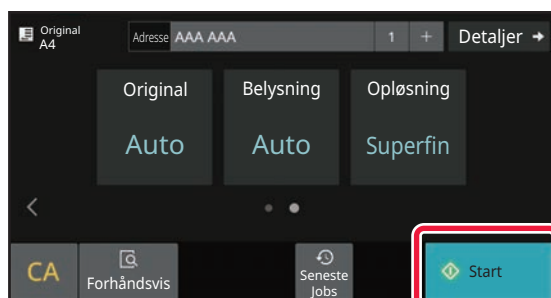 Original
A4
Adresse AAA AAA 1 + Detaljer
Original Belysning Opløsning
Auto Auto Superfin
CA
Forhåndsvis
Seneste
Jobs
Start